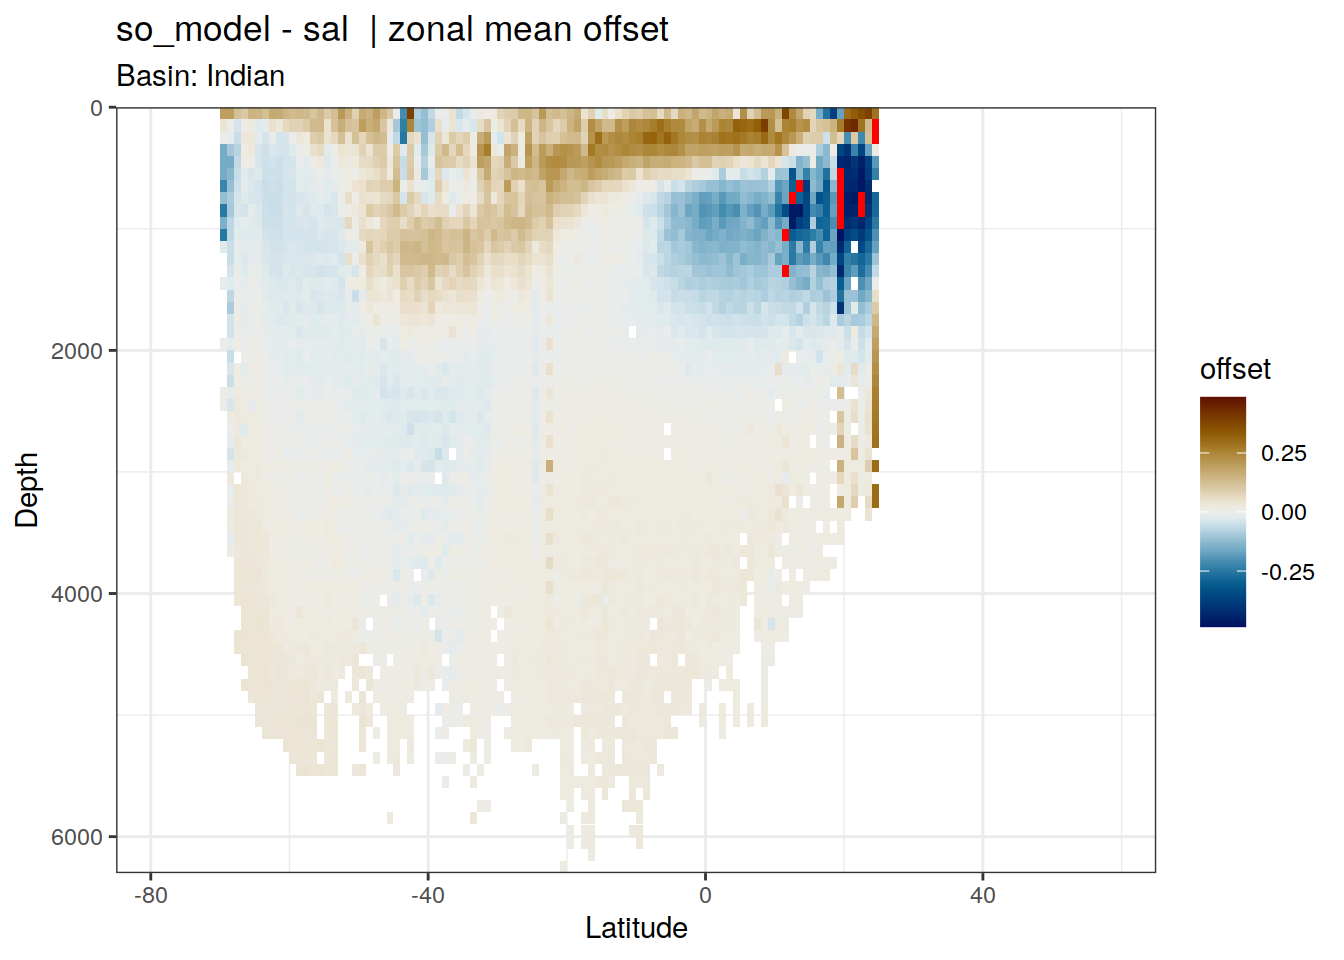 so_model - sal  | zonal mean offset
Basin: Indian
0
2000
4000
6000
Depth
-80
-40
0
40
Latitude
offset
0.25
0.00
-0.25